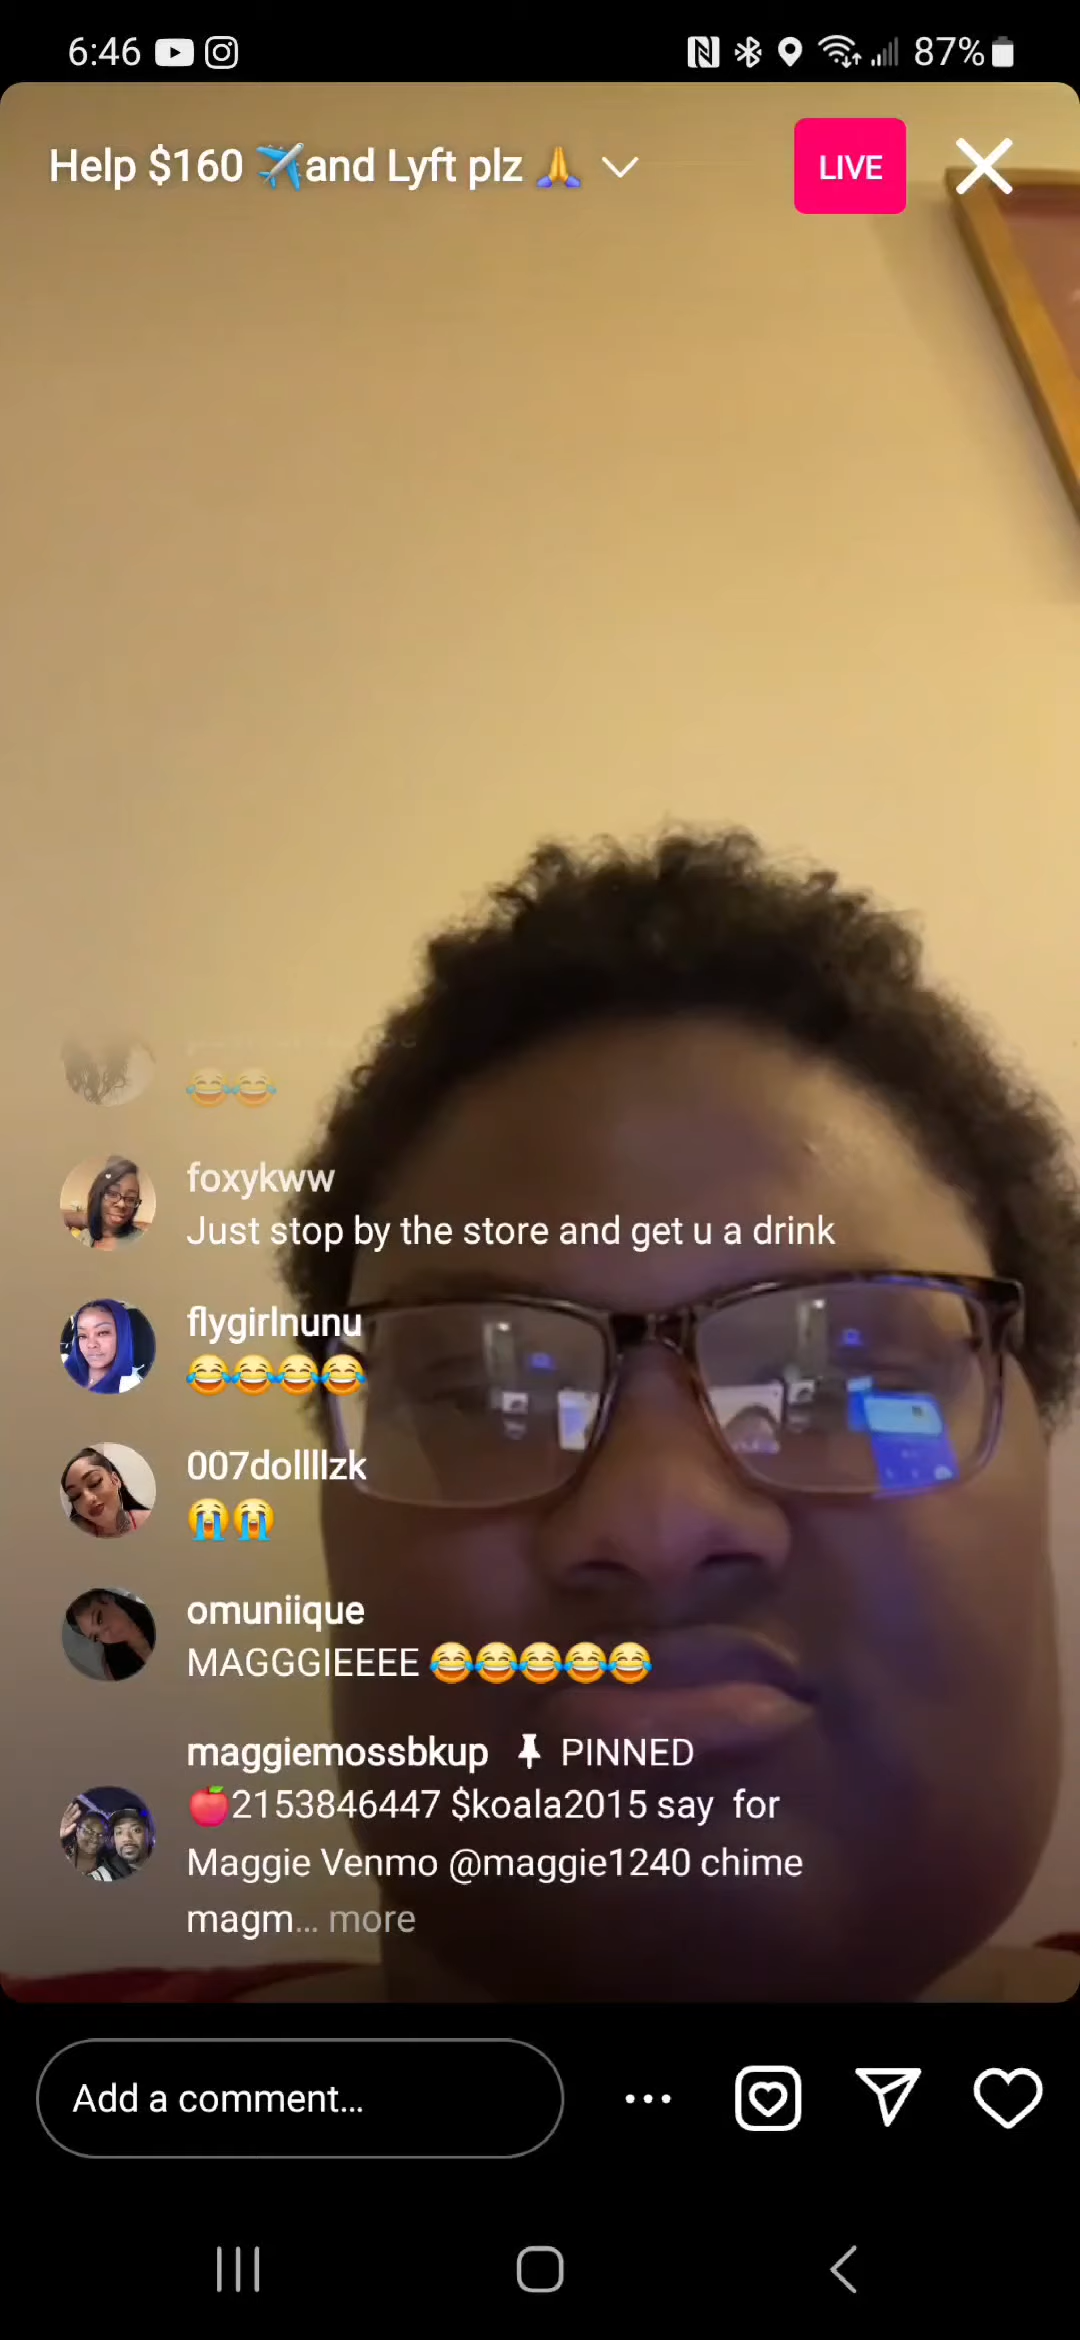 6:46
87%
Help $160 ✈️and Lyft plz 🙏
LIVE
😂😂
foxykww
Just stop by the store and get u a drink
flygirlnunu
😂😂😂😂
007dollllzk
😭😭
omuniique
MAGGGIEEEE 😂😂😂😂😂
maggiemossbkup 📌 PINNED
🍎2153846447 $koala2015 say for
Maggie Venmo @maggie1240 chime
magm... more
Add a comment...